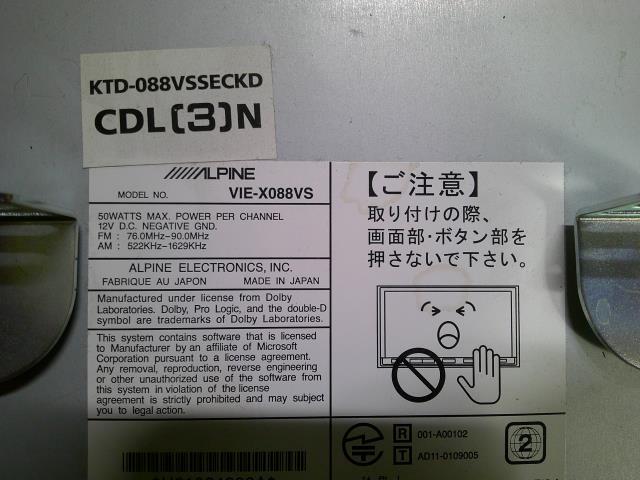 KTD-088VSSECKD
CDL(3)N
ALPINE
MODEL NO. VIE-X088VS
50WATTS MAX. POWER PER CHANNEL
12V D.C. NEGATIVE GND.
FM : 76.0MHz~90.0MHz
AM : 522KHz~1629KHz
ALPINE ELECTRONICS, INC.
FABRIQUE AU JAPON MADE IN JAPAN
Manufactured under license from Dolby
Laboratories. Dolby, Pro Logic, and the double-D
symbol are trademarks of Dolby Laboratories.
This system contains software that is licensed
to Manufacturer by an affiliate of Microsoft
Corporation pursuant to a license agreement.
Any removal, reproduction, reverse engineering
or other unauthorized use of the software from
this system in violation of the license
agreement is strictly prohibited and may subject
you to legal action.
【ご注意】
取り付けの際、
画面部・ボタン部を
押さないで下さい。
R 001-A00102
T AD11-0109005
2